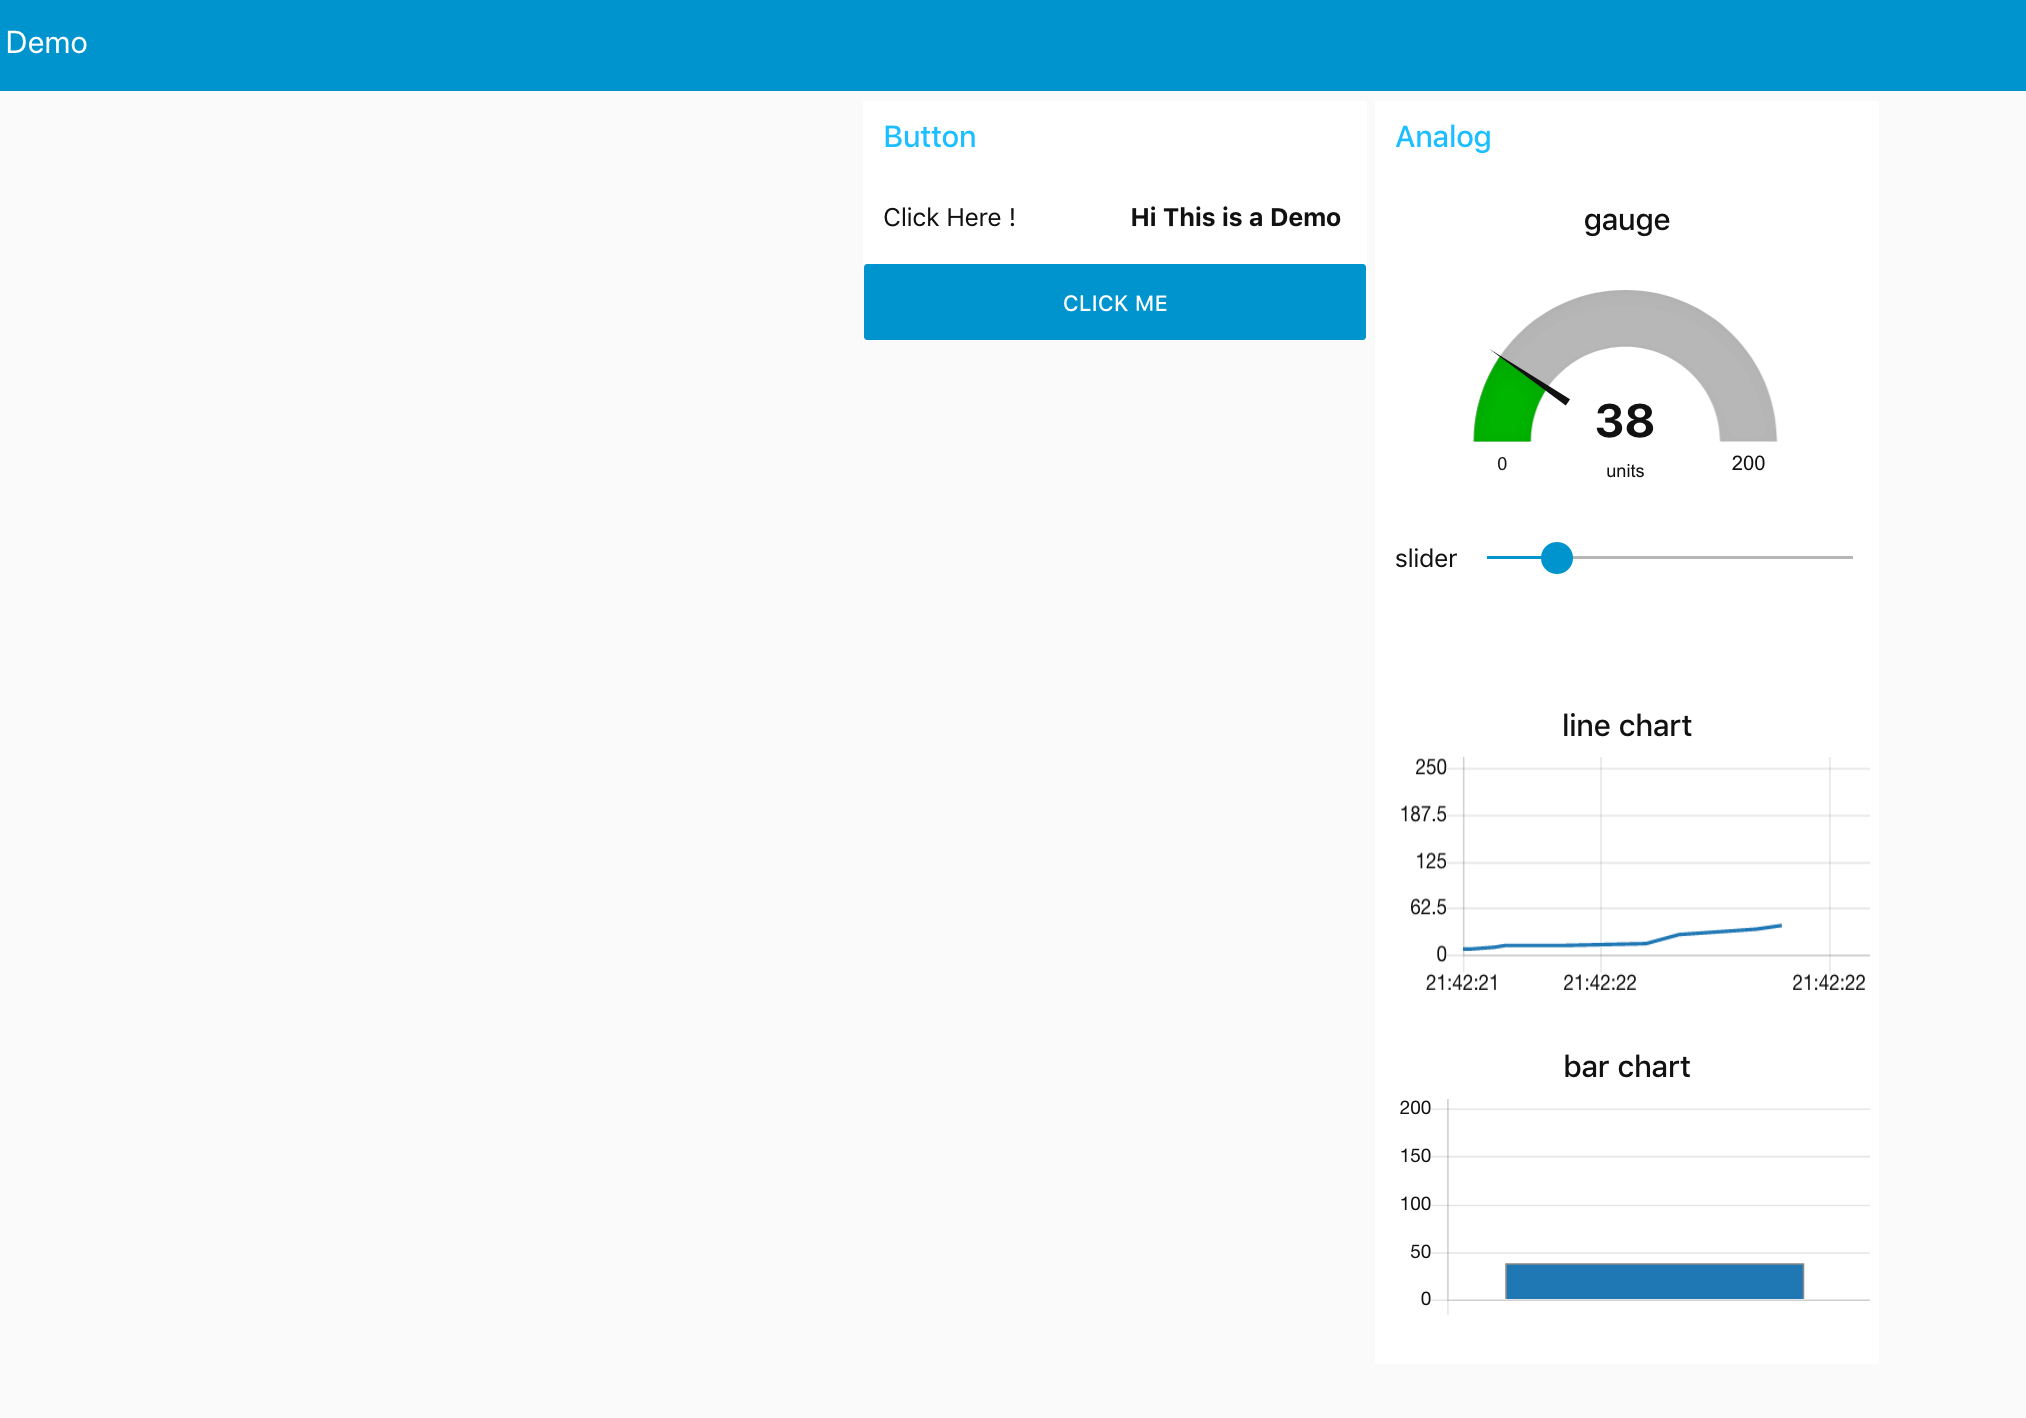 Demo
Button
Click Here ! Hi This is a Demo
CLICK ME
Analog
gauge
38
0 units 200
slider
line chart
250
187.5
125
62.5
0
21:42:21 21:42:22 21:42:22
bar chart
200
150
100
50
0